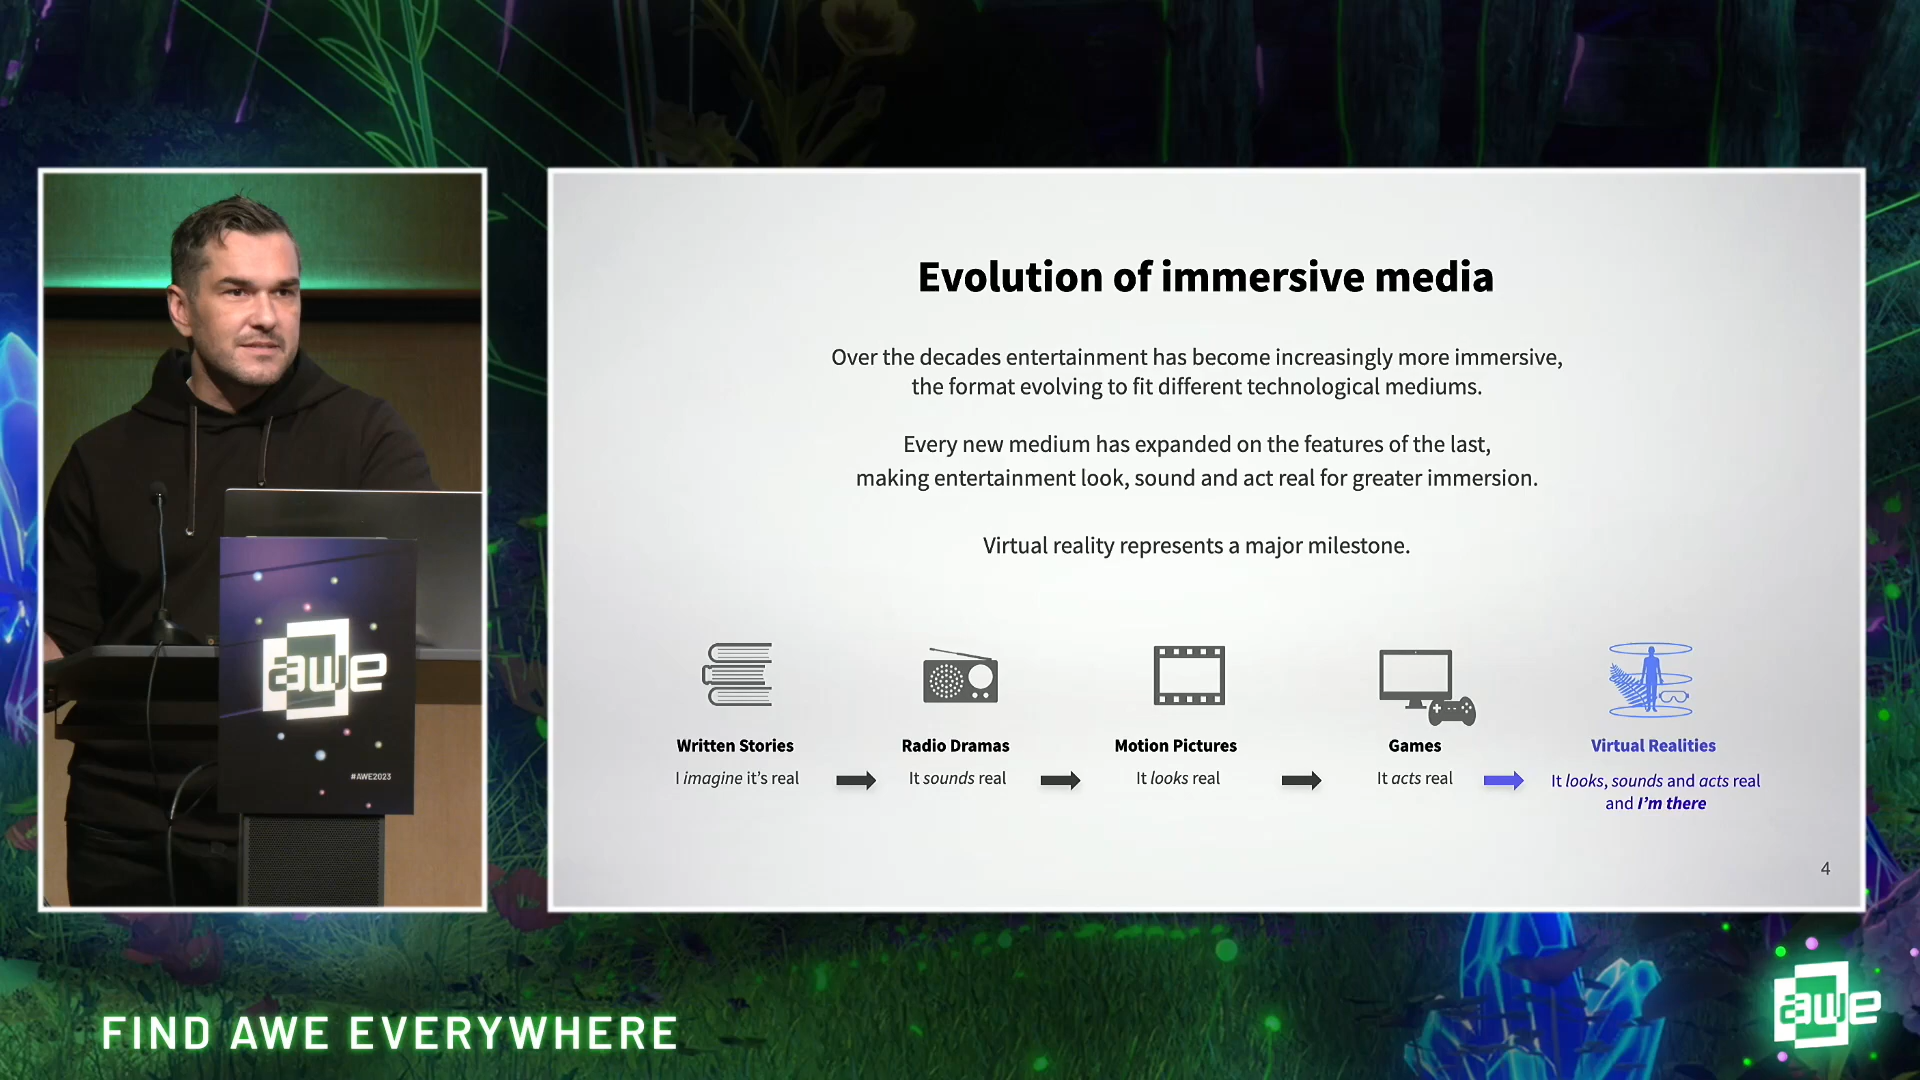 Evolution of immersive media
Over the decades entertainment has become increasingly more immersive,
the format evolving to fit different technological mediums.
Every new medium has expanded on the features of the last,
making entertainment look, sound and act real for greater immersion.
Virtual reality represents a major milestone.
Written Stories
I imagine it's real
Radio Dramas
It sounds real
Motion Pictures
It looks real
Games
It acts real
Virtual Realities
It looks, sounds and acts real
and I'm there
4
awe
#AWE2023
FIND AWE EVERYWHERE
awe